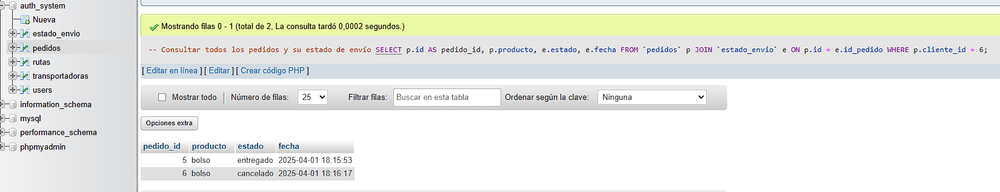 auth_system
Nueva
estado_envio
pedidos
rutas
transportadoras
users
information_schema
mysql
performance_schema
phpmyadmin
Mostrando filas 0 - 1 (total de 2, La consulta tardó 0,0002 segundos.)
-- Consultar todos los pedidos y su estado de envío SELECT p.id AS pedido_id, p.producto, e.estado, e.fecha FROM `pedidos` p JOIN `estado_envio` e ON p.id = e.id_pedido WHERE p.cliente_id = 6;
[ Editar en línea ] [ Editar ] [ Crear código PHP ]
Mostrar todo Número de filas: 25 Filtrar filas: Buscar en esta tabla Ordenar según la clave: Ninguna
Opciones extra
pedido_id producto estado fecha
5 bolso entregado 2025-04-01 18:15:53
6 bolso cancelado 2025-04-01 18:16:17